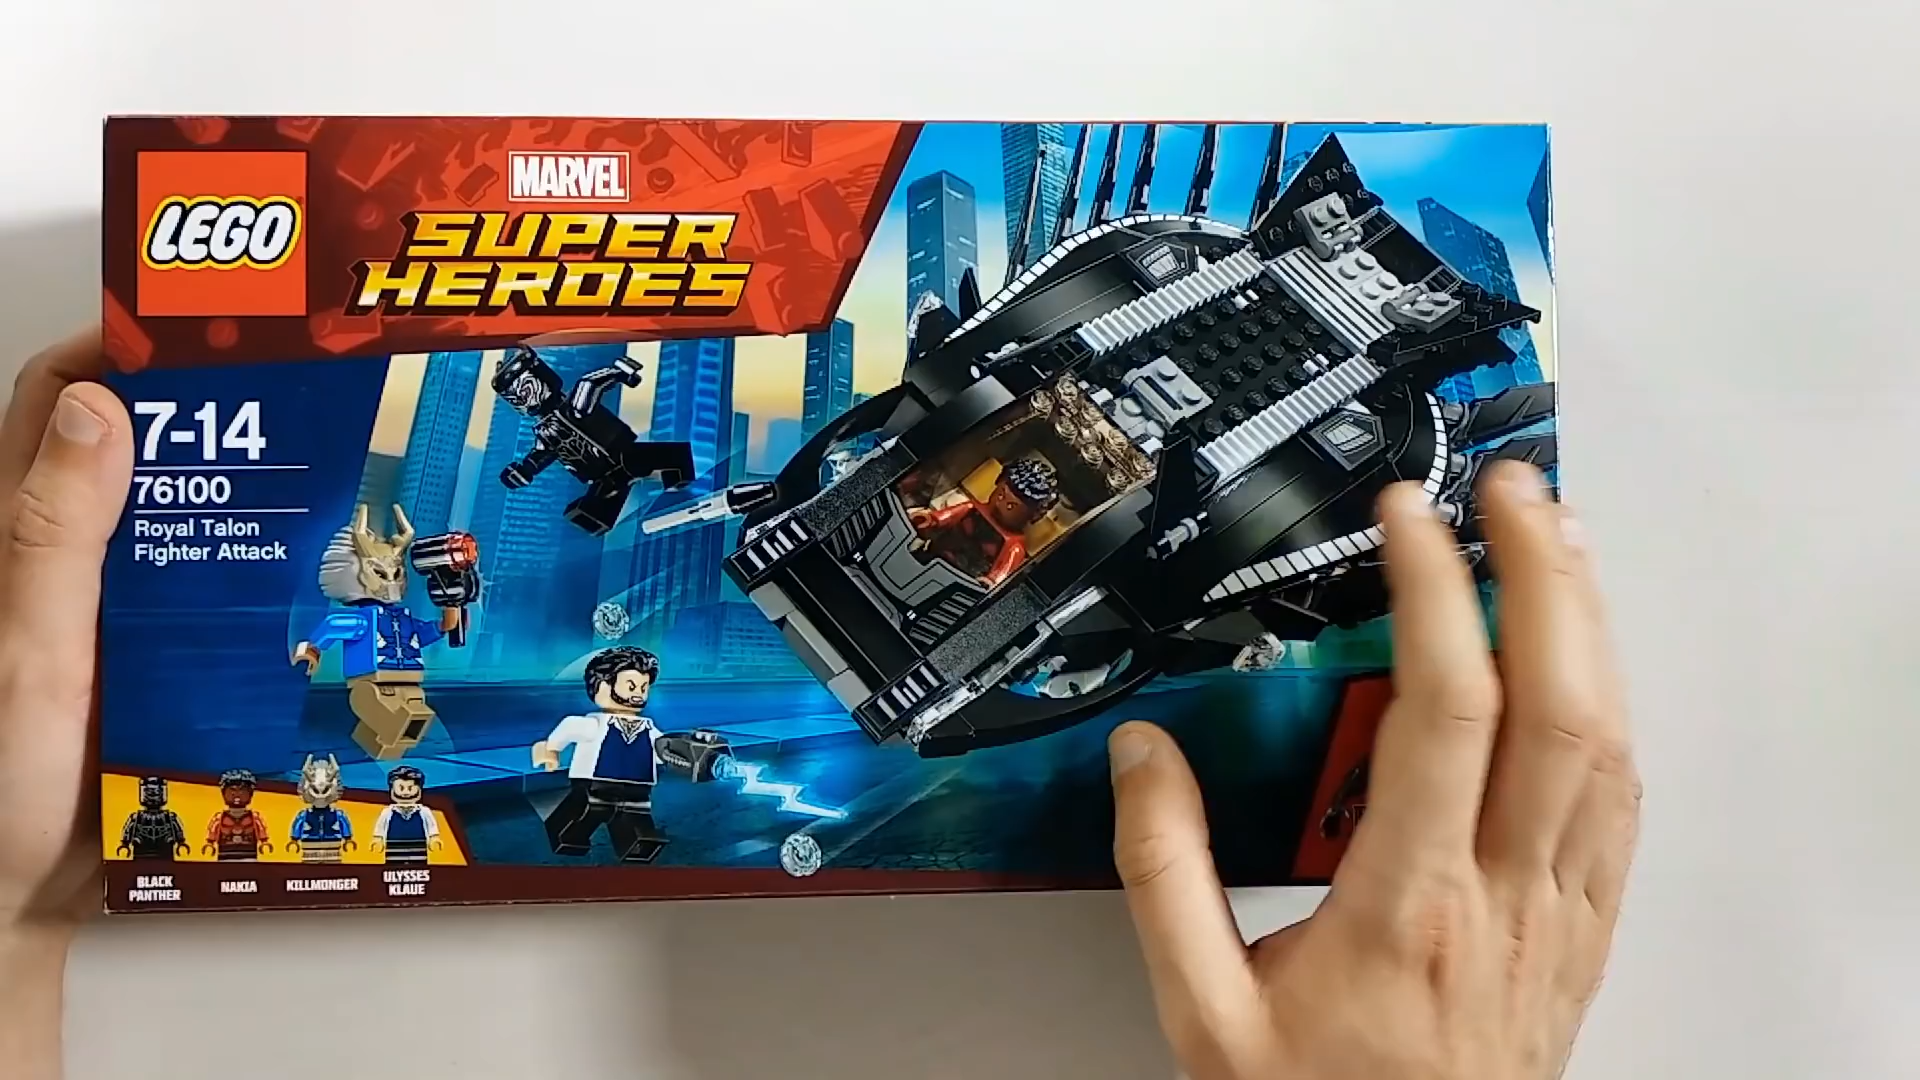 LEGO
MARVEL
SUPER
HEROES
7-14
76100
Royal Talon
Fighter Attack
BLACK
PANTHER
NAKIA
KILLMONGER
ULYSSES
KLAUE